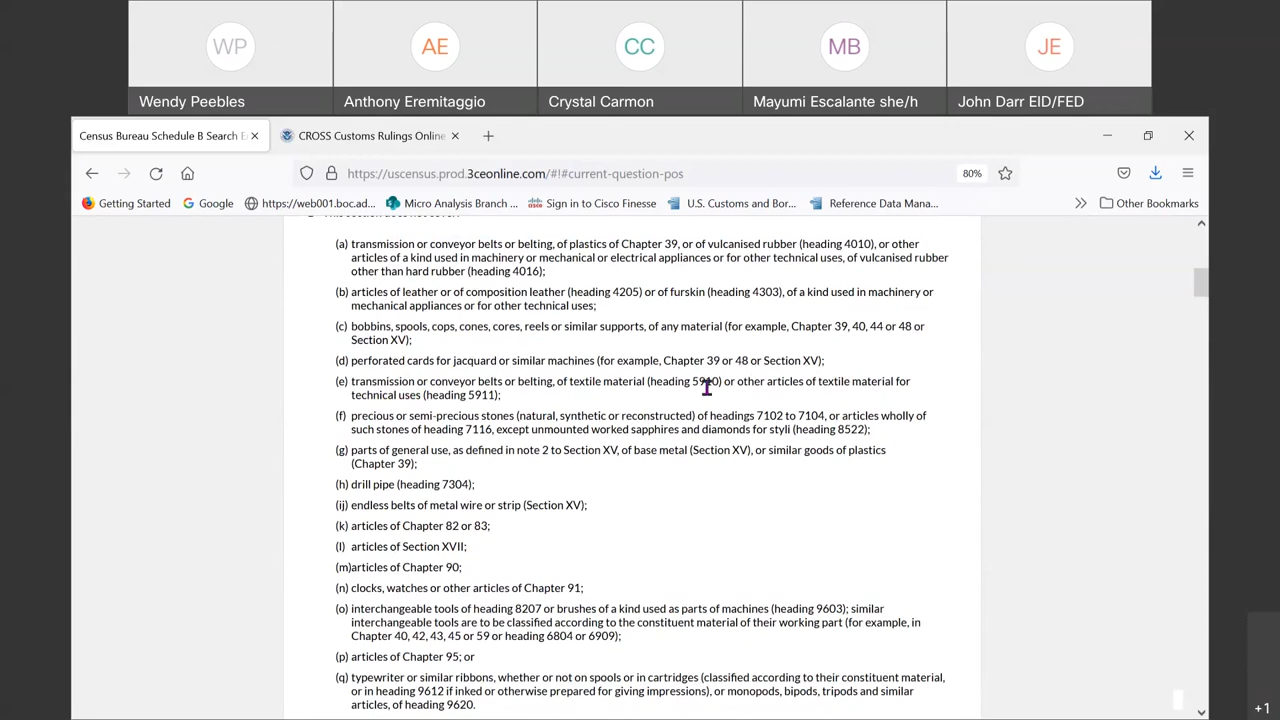 WP
AE
CC
MB
JE
Wendy Peebles
Anthony Eremitaggio
Crystal Carmon
Mayumi Escalante she/h
John Darr EID/FED
Census Bureau Schedule B Search E
CROSS Customs Rulings Online
https://uscensus.prod.3ceonline.com/#!#current-question-pos
80%
Getting Started
Google
https://web001.boc.ad...
Micro Analysis Branch ...
Sign in to Cisco Finesse
U.S. Customs and Bor...
Reference Data Mana...
Other Bookmarks
(a) transmission or conveyor belts or belting, of plastics of Chapter 39, or of vulcanised rubber (heading 4010), or other
articles of a kind used in machinery or mechanical or electrical appliances or for other technical uses, of vulcanised rubber
other than hard rubber (heading 4016);
(b) articles of leather or of composition leather (heading 4205) or of furskin (heading 4303), of a kind used in machinery or
mechanical appliances or for other technical uses;
(c) bobbins, spools, cops, cones, cores, reels or similar supports, of any material (for example, Chapter 39, 40, 44 or 48 or
Section XV);
(d) perforated cards for jacquard or similar machines (for example, Chapter 39 or 48 or Section XV);
(e) transmission or conveyor belts or belting, of textile material (heading 5910) or other articles of textile material for
technical uses (heading 5911);
(f) precious or semi-precious stones (natural, synthetic or reconstructed) of headings 7102 to 7104, or articles wholly of
such stones of heading 7116, except unmounted worked sapphires and diamonds for styli (heading 8522);
(g) parts of general use, as defined in note 2 to Section XV, of base metal (Section XV), or similar goods of plastics
(Chapter 39);
(h) drill pipe (heading 7304);
(ij) endless belts of metal wire or strip (Section XV);
(k) articles of Chapter 82 or 83;
(l) articles of Section XVII;
(m)articles of Chapter 90;
(n) clocks, watches or other articles of Chapter 91;
(o) interchangeable tools of heading 8207 or brushes of a kind used as parts of machines (heading 9603); similar
interchangeable tools are to be classified according to the constituent material of their working part (for example, in
Chapter 40, 42, 43, 45 or 59 or heading 6804 or 6909);
(p) articles of Chapter 95; or
(q) typewriter or similar ribbons, whether or not on spools or in cartridges (classified according to their constituent material,
or in heading 9612 if inked or otherwise prepared for giving impressions), or monopods, bipods, tripods and similar
articles, of heading 9620.
+1